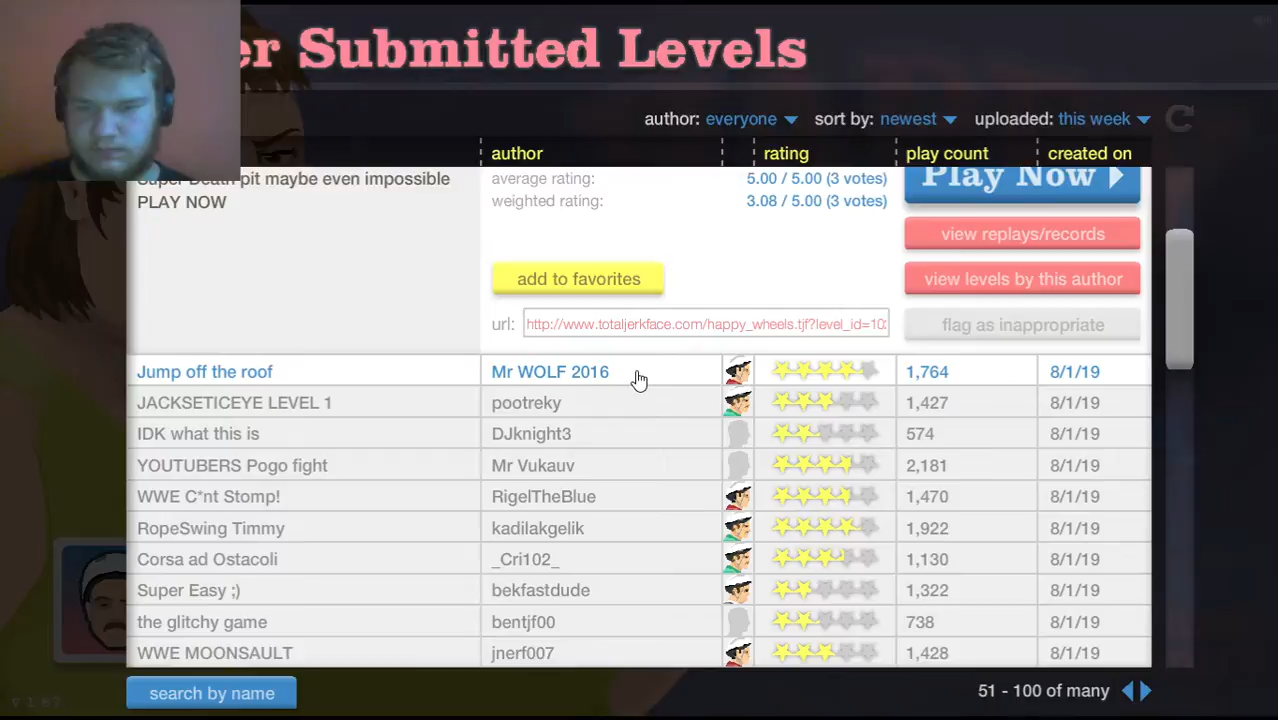 er Submitted Levels
author: everyone sort by: newest uploaded: this week
author rating play count created on
Super Death pit maybe even impossible
PLAY NOW
average rating: 5.00 / 5.00 (3 votes)
weighted rating: 3.08 / 5.00 (3 votes)
Play Now
view replays/records
add to favorites
view levels by this author
url: http://www.totaljerkface.com/happy_wheels.tjf?level_id=10
flag as inappropriate
Jump off the roof Mr WOLF 2016 1,764 8/1/19
JACKSETICEYE LEVEL 1 pootreky 1,427 8/1/19
IDK what this is DJknight3 574 8/1/19
YOUTUBERS Pogo fight Mr Vukauv 2,181 8/1/19
WWE C*nt Stomp! RigelTheBlue 1,470 8/1/19
RopeSwing Timmy kadilakgelik 1,922 8/1/19
Corsa ad Ostacoli _Cri102_ 1,130 8/1/19
Super Easy ;) bekfastdude 1,322 8/1/19
the glitchy game bentjf00 738 8/1/19
WWE MOONSAULT jnerf007 1,428 8/1/19
search by name
51 - 100 of many